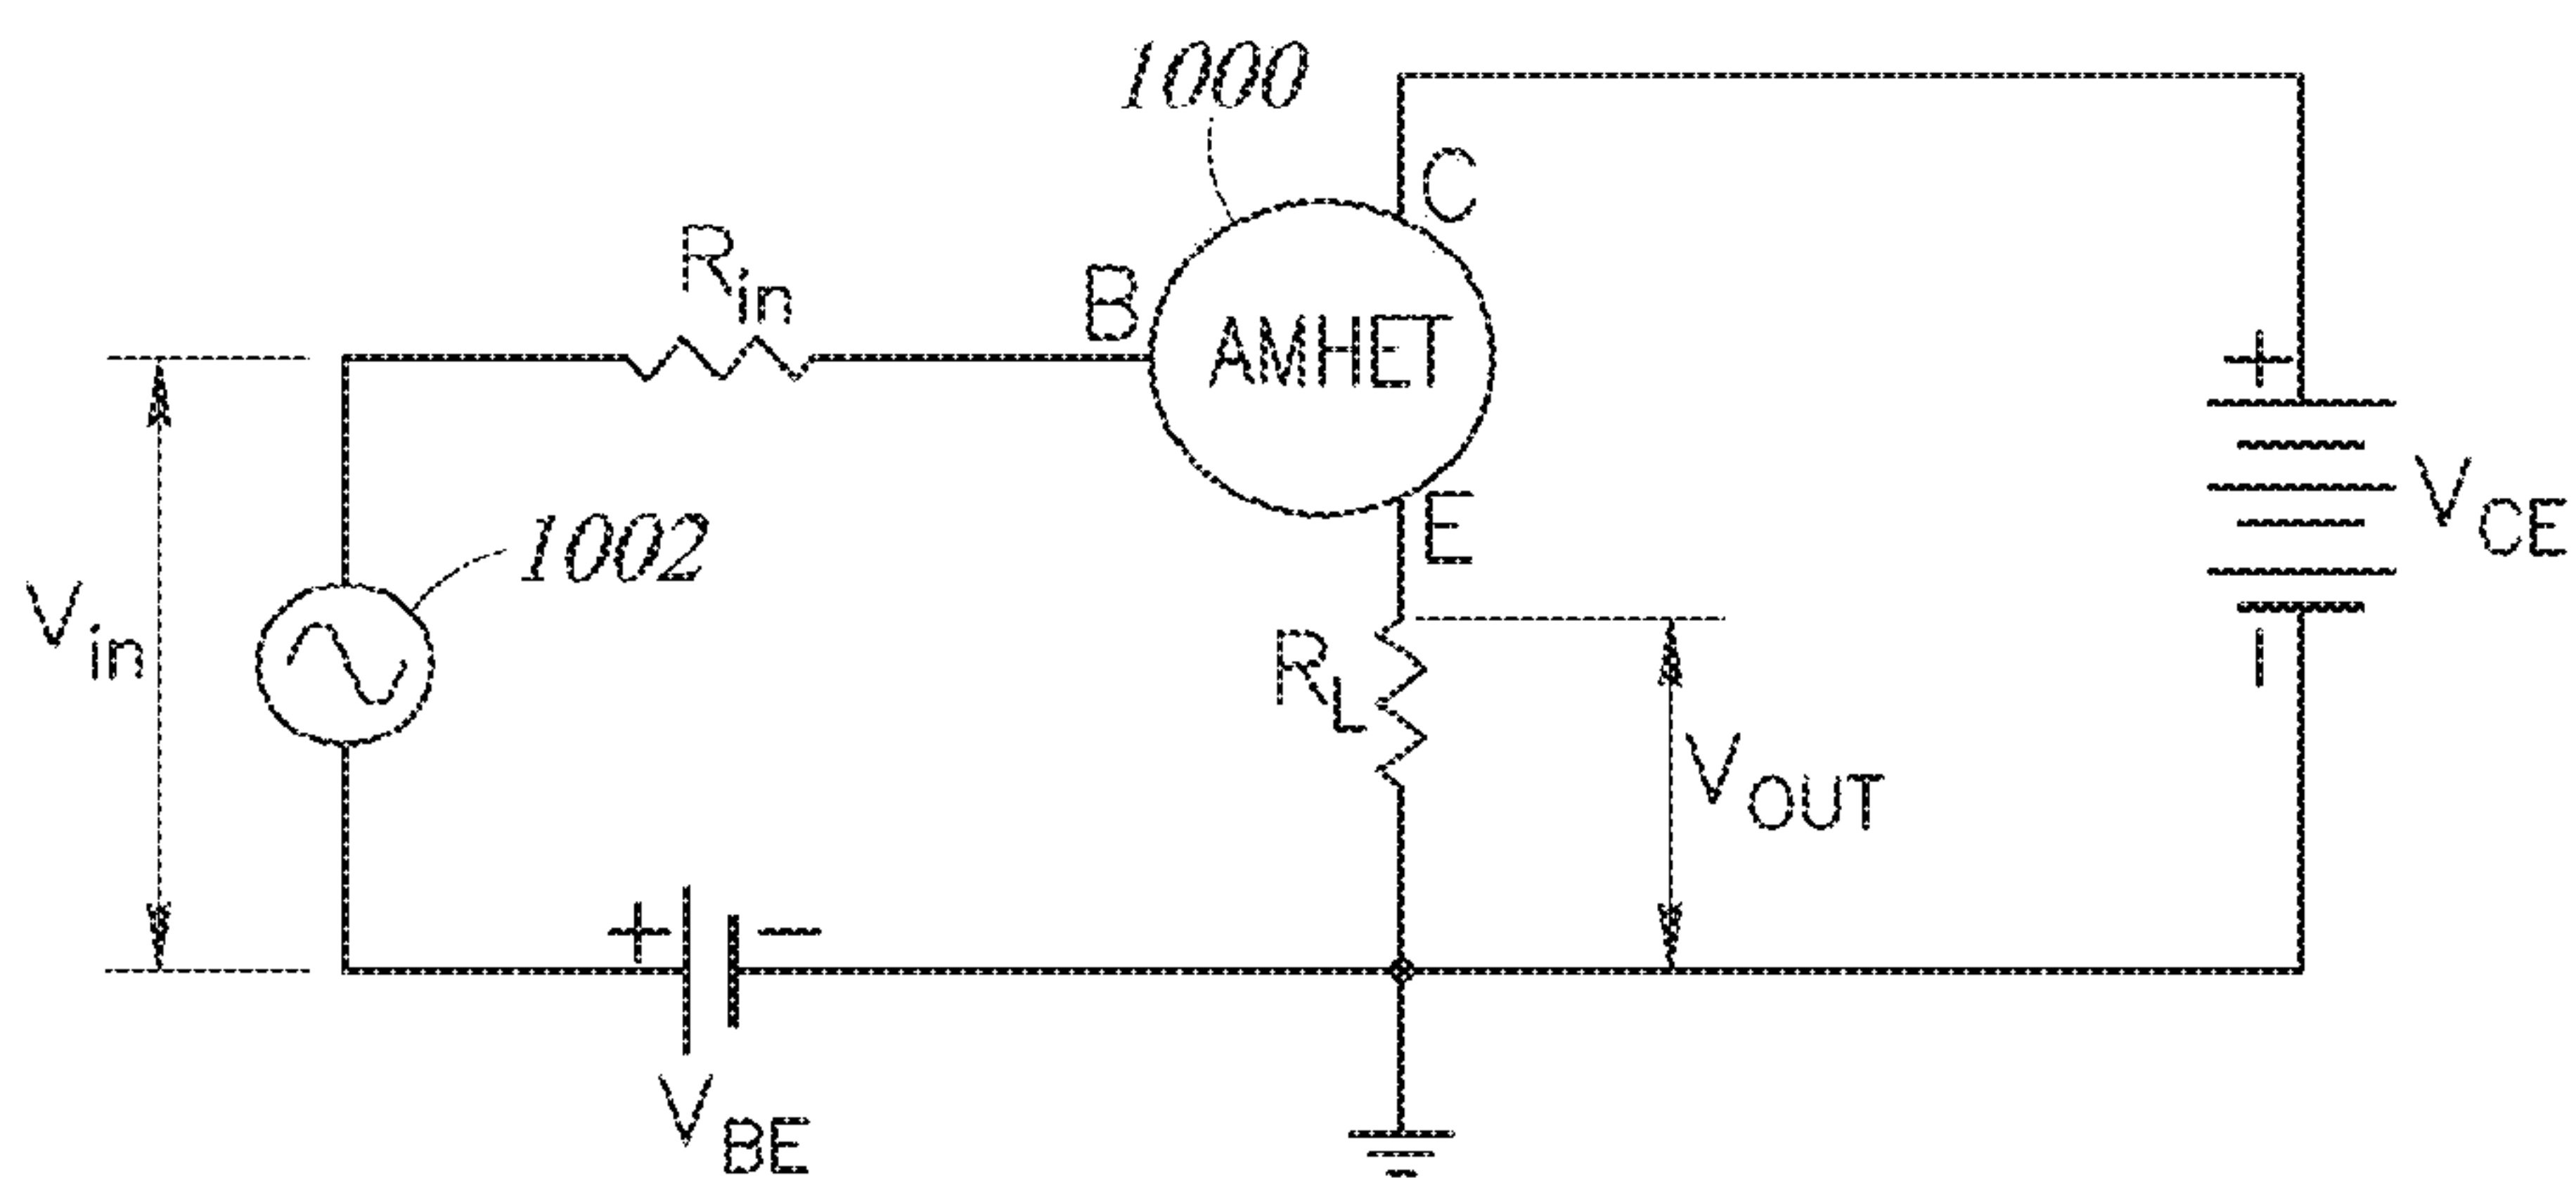 1000
C
Rin
B
AMHET
+
VCE
E
1002
Vin
RL
−
VOUT
+ −
VBE